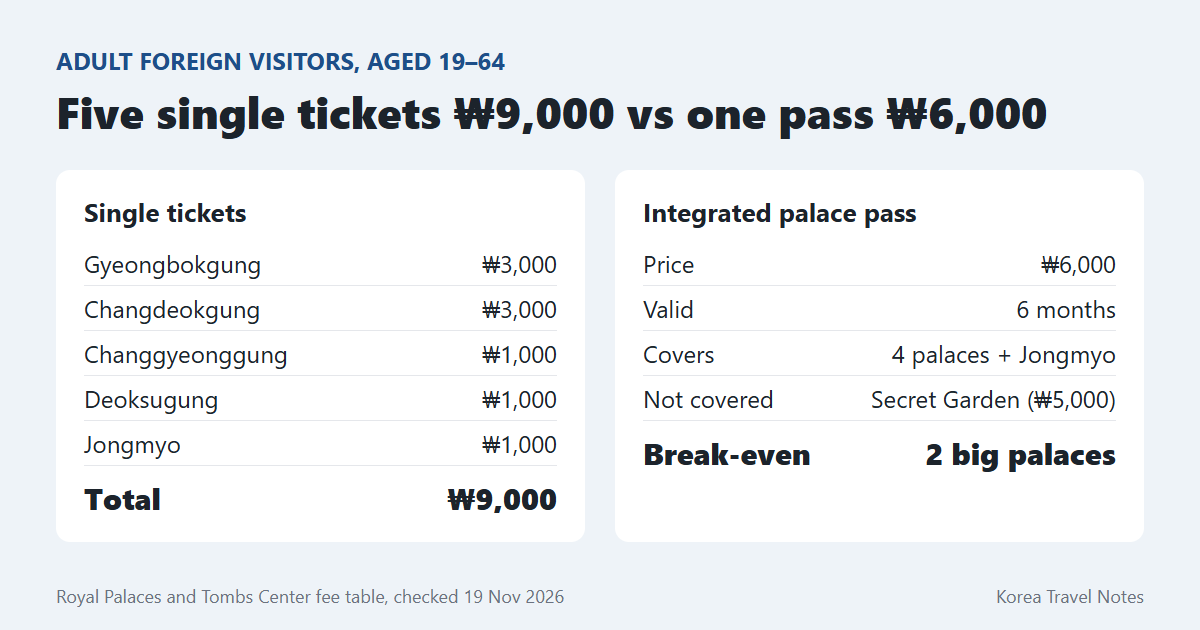 ADULT FOREIGN VISITORS, AGED 19–64
Five single tickets ₩9,000 vs one pass ₩6,000
Single tickets
Gyeongbokgung ₩3,000
Changdeokgung ₩3,000
Changgyeonggung ₩1,000
Deoksugung ₩1,000
Jongmyo ₩1,000
Total ₩9,000
Integrated palace pass
Price ₩6,000
Valid 6 months
Covers 4 palaces + Jongmyo
Not covered Secret Garden (₩5,000)
Break-even 2 big palaces
Royal Palaces and Tombs Center fee table, checked 19 Nov 2026
Korea Travel Notes